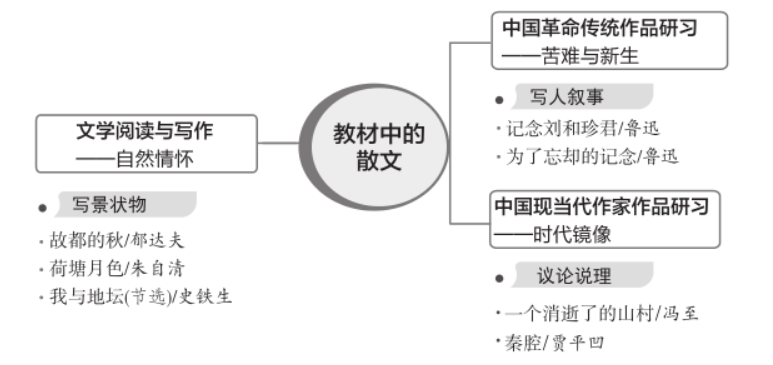 教材中的
散文
文学阅读与写作
——自然情怀
写景状物
·故都的秋/郁达夫
·荷塘月色/朱自清
·我与地坛(节选)/史铁生
中国革命传统作品研习
——苦难与新生
写人叙事
·记念刘和珍君/鲁迅
·为了忘却的记念/鲁迅
中国现当代作家作品研习
——时代镜像
议论说理
·一个消逝了的山村/冯至
·秦腔/贾平凹